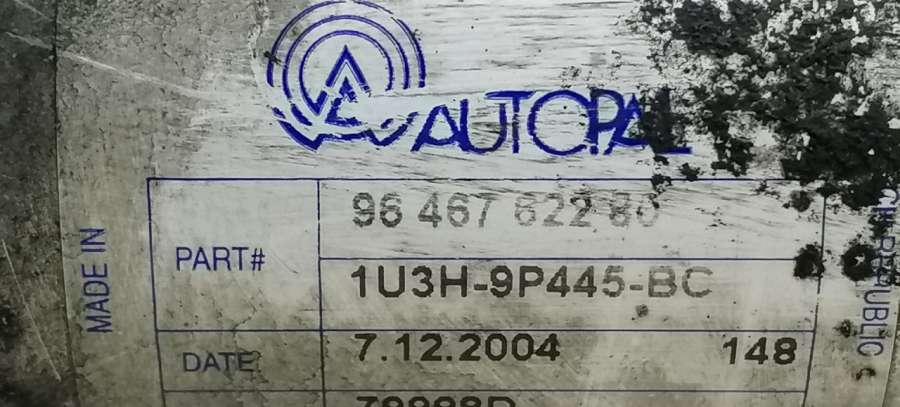 AUTOPAL
MADE IN
PART#
96 467 622 80
1U3H-9P445-BC
DATE
7.12.2004 148
REPUBLIC